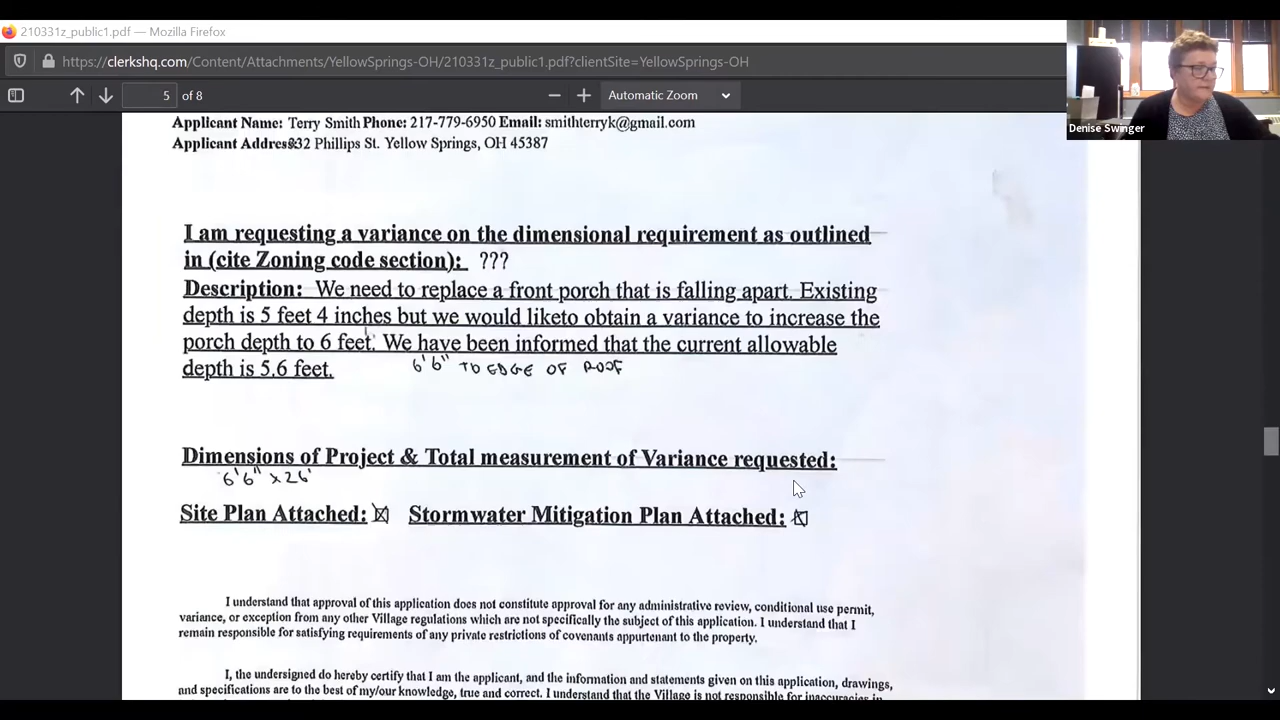 210331z_public1.pdf — Mozilla Firefox
https://clerkshq.com/Content/Attachments/YellowSprings-OH/210331z_public1.pdf?clientSite=YellowSprings-OH
5 of 8
Automatic Zoom
Denise Swinger
Applicant Name: Terry Smith Phone: 217-779-6950 Email: smithterryk@gmail.com
Applicant Address: 832 Phillips St. Yellow Springs, OH 45387
I am requesting a variance on the dimensional requirement as outlined
in (cite Zoning code section): ???
Description: We need to replace a front porch that is falling apart. Existing
depth is 5 feet 4 inches but we would liketo obtain a variance to increase the
porch depth to 6 feet. We have been informed that the current allowable
depth is 5.6 feet.
6'6" TO EDGE OF ROOF
Dimensions of Project & Total measurement of Variance requested:
6'6" x 26'
Site Plan Attached: Stormwater Mitigation Plan Attached:
I understand that approval of this application does not constitute approval for any administrative review, conditional use permit,
variance, or exception from any other Village regulations which are not specifically the subject of this application. I understand that I
remain responsible for satisfying requirements of any private restrictions of covenants appurtenant to the property.
I, the undersigned do hereby certify that I am the applicant, and the information and statements given on this application, drawings,
and specifications are to the best of my/our knowledge, true and correct. I understand that the Village is not responsible for inaccuracies in